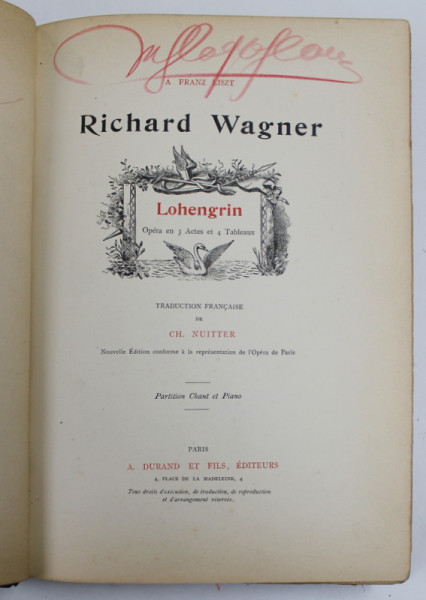 A FRANZ LISZT
Richard Wagner
Lohengrin
Opéra en 3 Actes et 4 Tableaux
TRADUCTION FRANÇAISE
DE
CH. NUITTER
Nouvelle Édition conforme à la représentation de l'Opéra de Paris
Partition Chant et Piano
PARIS
A. DURAND ET FILS, ÉDITEURS
4, PLACE DE LA MADELEINE, 4
Tous droits d'exécution, de traduction, de reproduction
et d'arrangement réservés.